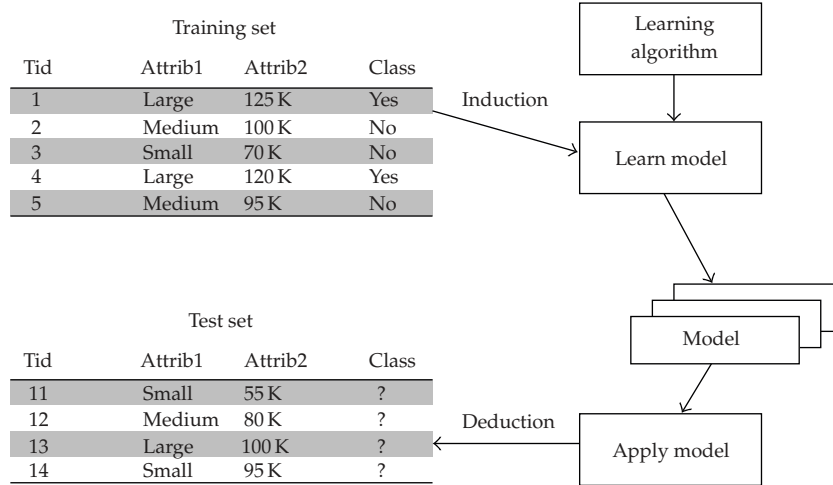 Training set
Tid Attrib1 Attrib2 Class
1 Large 125 K Yes
2 Medium 100 K No
3 Small 70 K No
4 Large 120 K Yes
5 Medium 95 K No
Induction
Learning
algorithm
Learn model
Model
Apply model
Deduction
Test set
Tid Attrib1 Attrib2 Class
11 Small 55 K ?
12 Medium 80 K ?
13 Large 100 K ?
14 Small 95 K ?